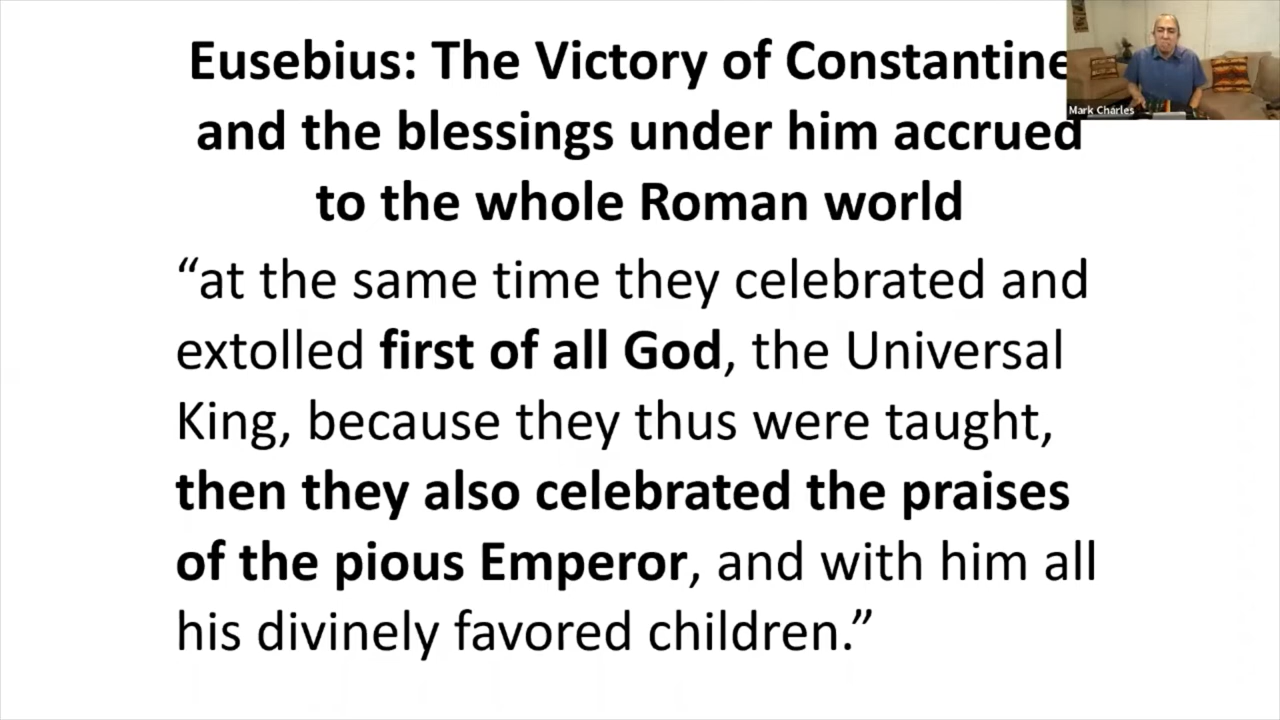 Eusebius: The Victory of Constantine
and the blessings under him accrued
to the whole Roman world
Mark Charles
“at the same time they celebrated and
extolled first of all God, the Universal
King, because they thus were taught,
then they also celebrated the praises
of the pious Emperor, and with him all
his divinely favored children.”